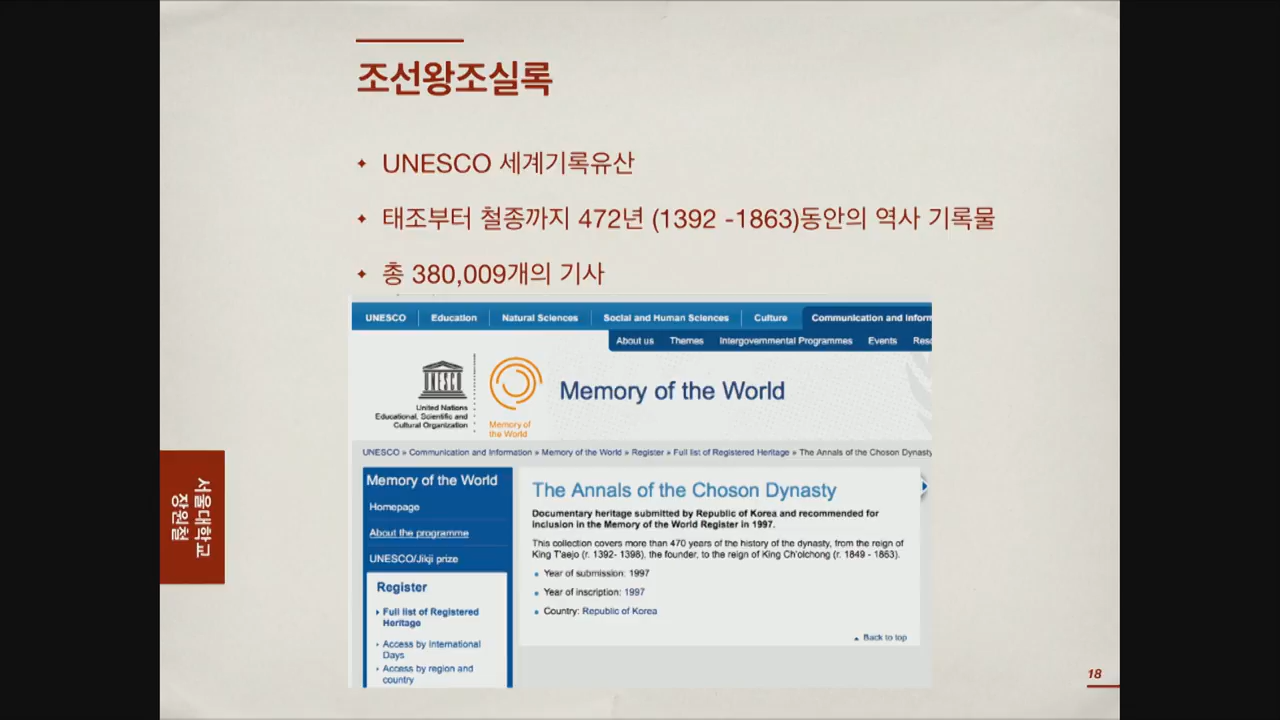 조선왕조실록
UNESCO 세계기록유산
태조부터 철종까지 472년 (1392 -1863)동안의 역사 기록물
총 380,009개의 기사
UNESCO Education Natural Sciences Social and Human Sciences Culture Communication and Inform
About us Themes Intergovernmental Programmes Events Reso
United Nations
Educational, Scientific and
Cultural Organization
Memory of
the World
Memory of the World
UNESCO » Communication and Information » Memory of the World » Register » Full list of Registered Heritage » The Annals of the Choson Dynasty
Memory of the World
Homepage
About the programme
UNESCO/Jikji prize
Register
Full list of Registered
Heritage
Access by International
Days
Access by region and
country
The Annals of the Choson Dynasty
Documentary heritage submitted by Republic of Korea and recommended for
inclusion in the Memory of the World Register in 1997.
This collection covers more than 470 years of the history of the dynasty, from the reign of
King T'aejo (r. 1392- 1398), the founder, to the reign of King Ch'olchong (r. 1849 - 1863).
Year of submission: 1997
Year of inscription: 1997
Country: Republic of Korea
Back to top
서울대학교
장원철
18